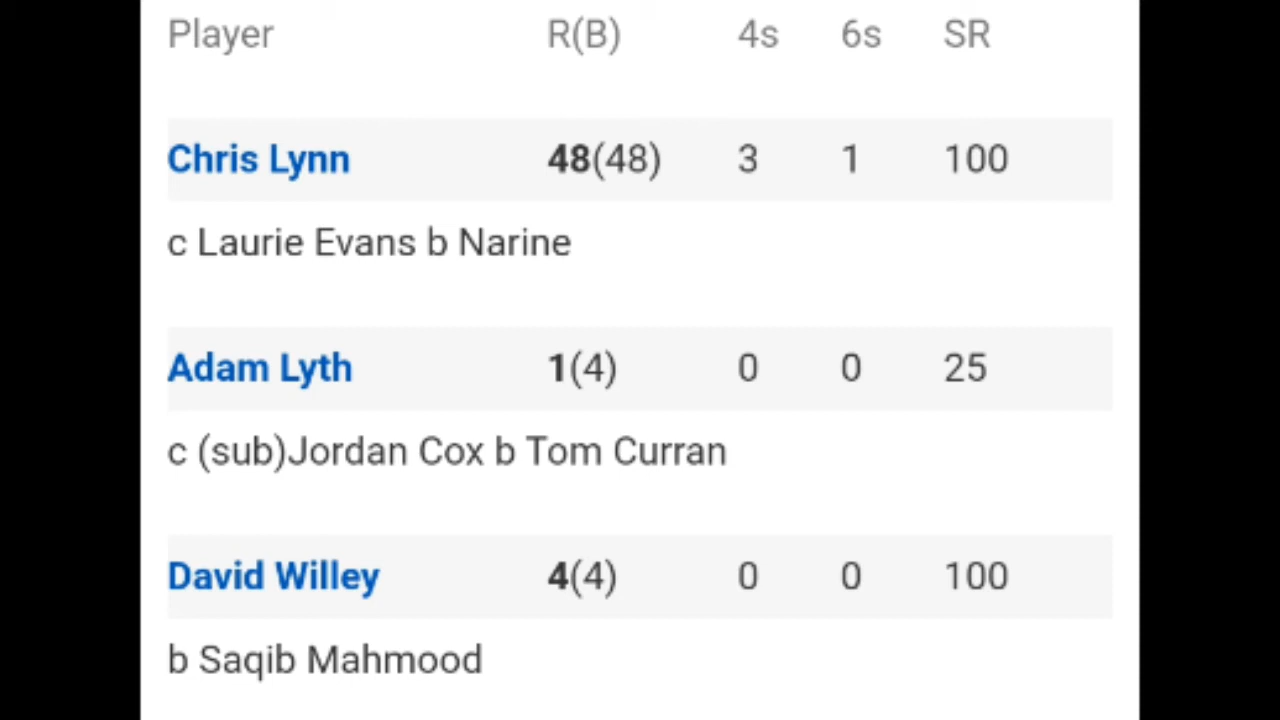 Player R(B) 4s 6s SR
Chris Lynn 48(48) 3 1 100
c Laurie Evans b Narine
Adam Lyth 1(4) 0 0 25
c (sub)Jordan Cox b Tom Curran
David Willey 4(4) 0 0 100
b Saqib Mahmood